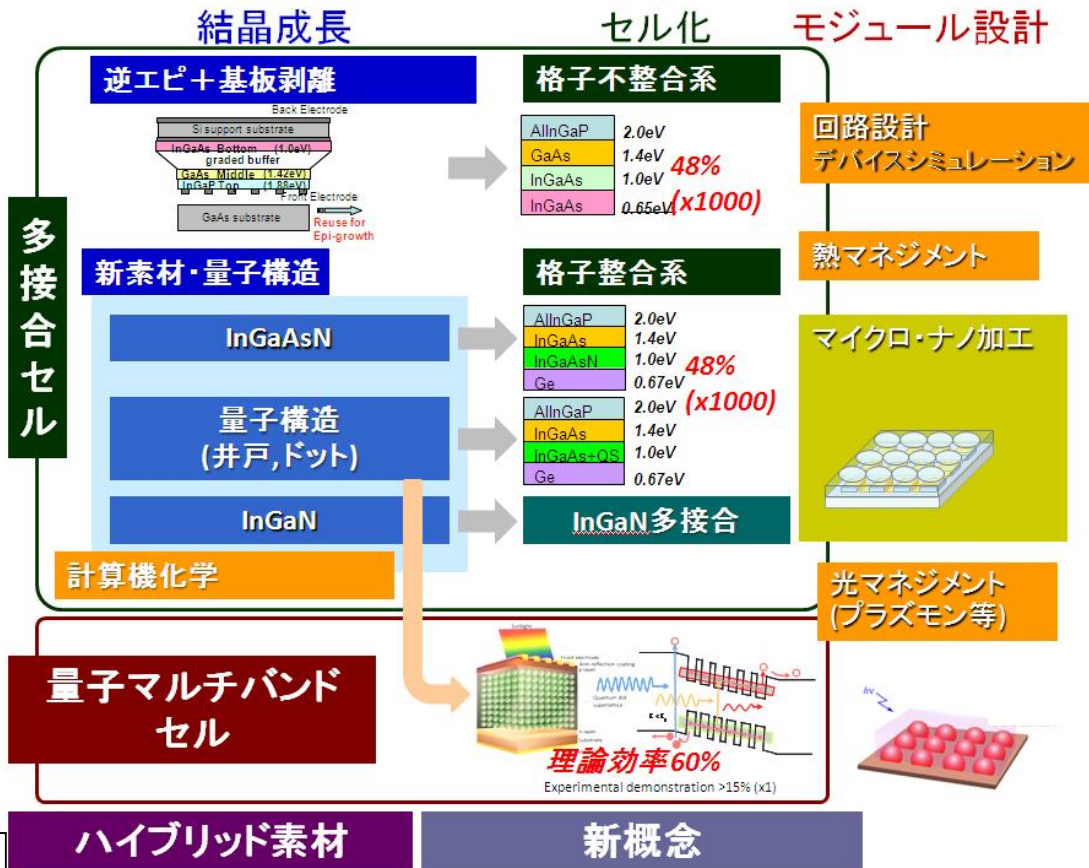 結晶成長
セル化
モジュール設計
多接合セル
逆エピ＋基板剥離
Back Electrode
Si support substrate
InGaAs Bottom (1.0eV)
graded buffer
GaAs Middle (1.42eV)
InGaP Top (1.88eV)
Front Electrode
GaAs substrate
Reuse for
Epi-growth
格子不整合系
AlInGaP 2.0eV
GaAs 1.4eV
InGaAs 1.0eV
InGaAs 0.65eV
48%
(x1000)
回路設計
デバイスシミュレーション
熱マネジメント
新素材・量子構造
InGaAsN
量子構造
(井戸,ドット)
InGaN
計算機化学
格子整合系
AlInGaP 2.0eV
InGaAs 1.4eV
InGaAsN 1.0eV
Ge 0.67eV
48%
(x1000)
AlInGaP 2.0eV
InGaAs 1.4eV
InGaAs+QS 1.0eV
Ge 0.67eV
InGaN多接合
マイクロ・ナノ加工
光マネジメント
(プラズモン等)
量子マルチバンド
セル
Sunlight
Front electrode
Anti-reflection coating
Quantum dot
superlattice
Substrate
理論効率60%
Experimental demonstration >15% (x1)
hν
ハイブリッド素材
新概念